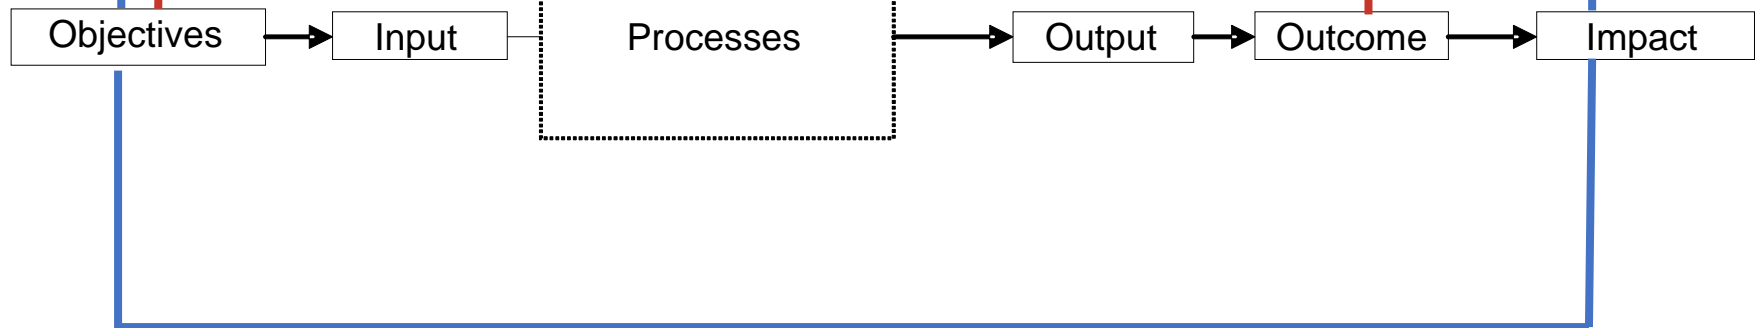 Objectives
Input
Processes
Output
Outcome
Impact